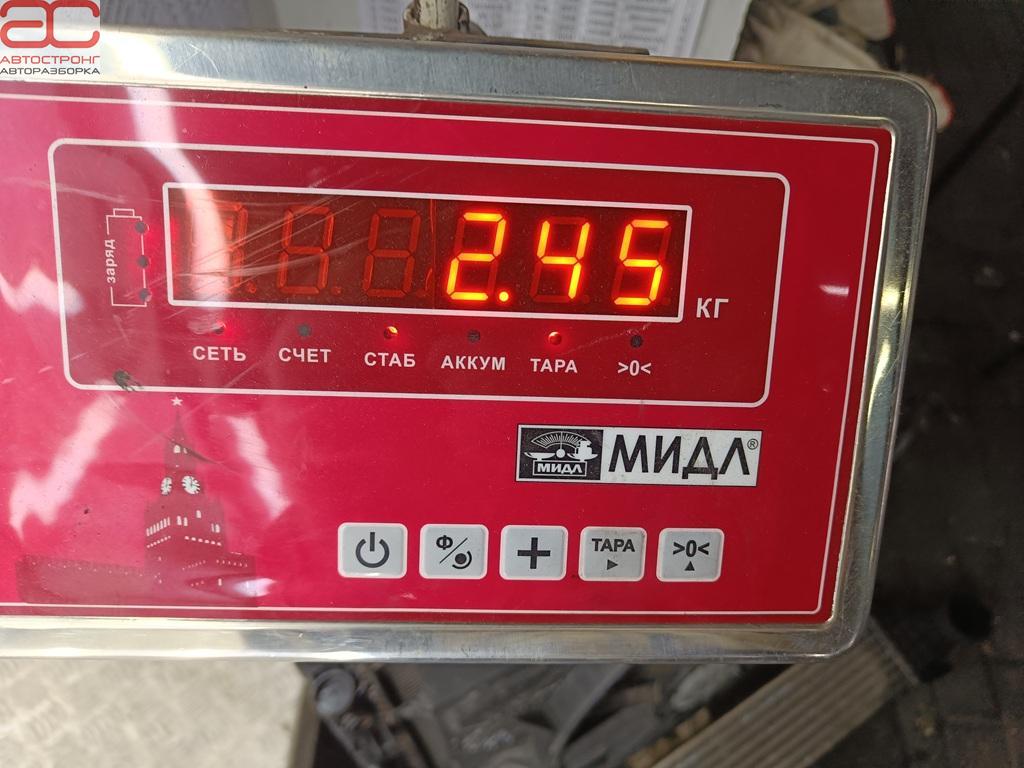 АС
АВТОСТРОНГ
АВТОРАЗБОРКА
заряд
2.45
КГ
СЕТЬ СЧЕТ СТАБ АККУМ ТАРА >0<
МИДЛ МИДЛ®
Ф ТАРА >0<